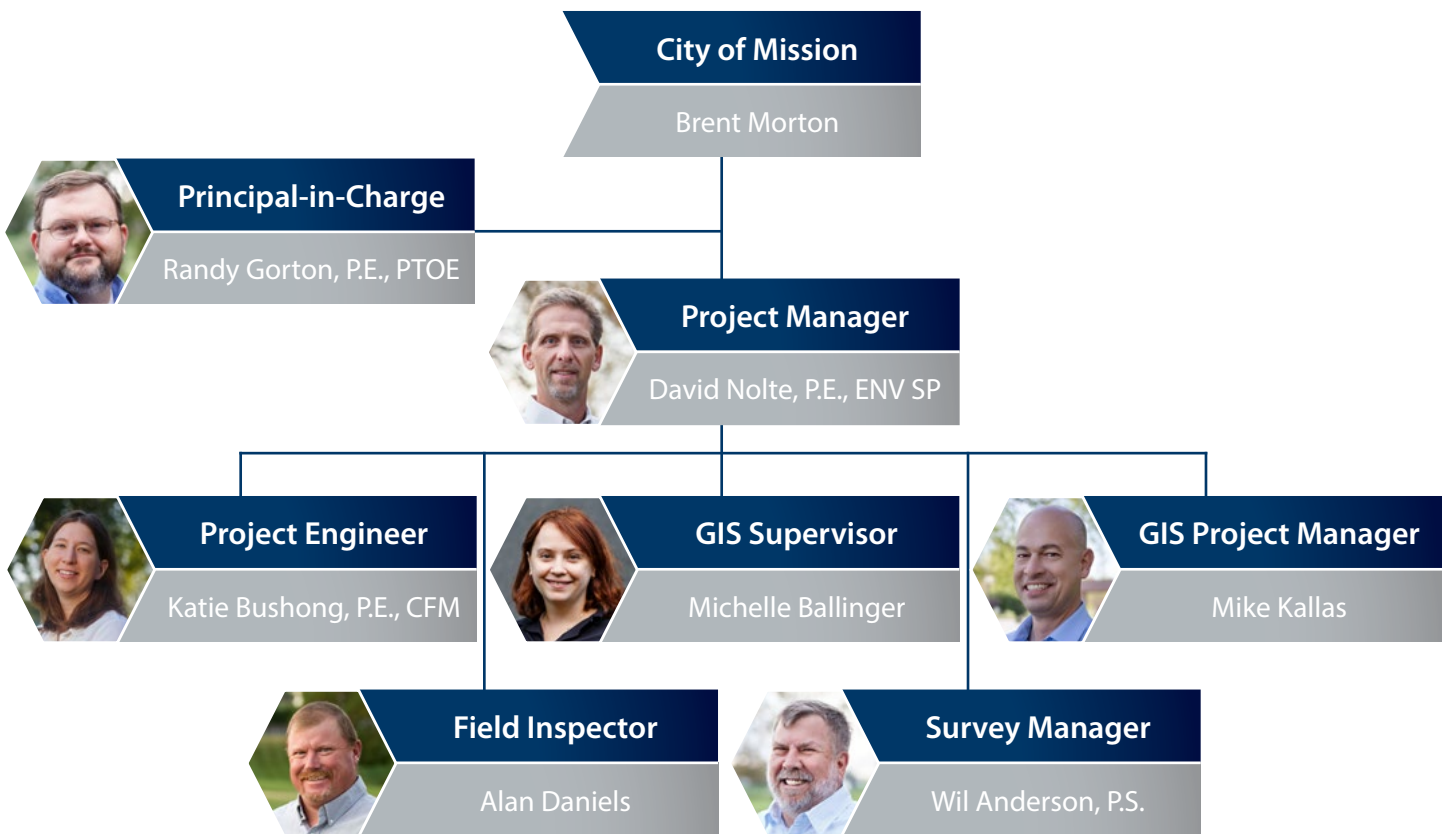 City of Mission
Brent Morton
Principal-in-Charge
Randy Gorton, P.E., PTOE
Project Manager
David Nolte, P.E., ENV SP
Project Engineer
Katie Bushong, P.E., CFM
GIS Supervisor
Michelle Ballinger
GIS Project Manager
Mike Kallas
Field Inspector
Alan Daniels
Survey Manager
Wil Anderson, P.S.